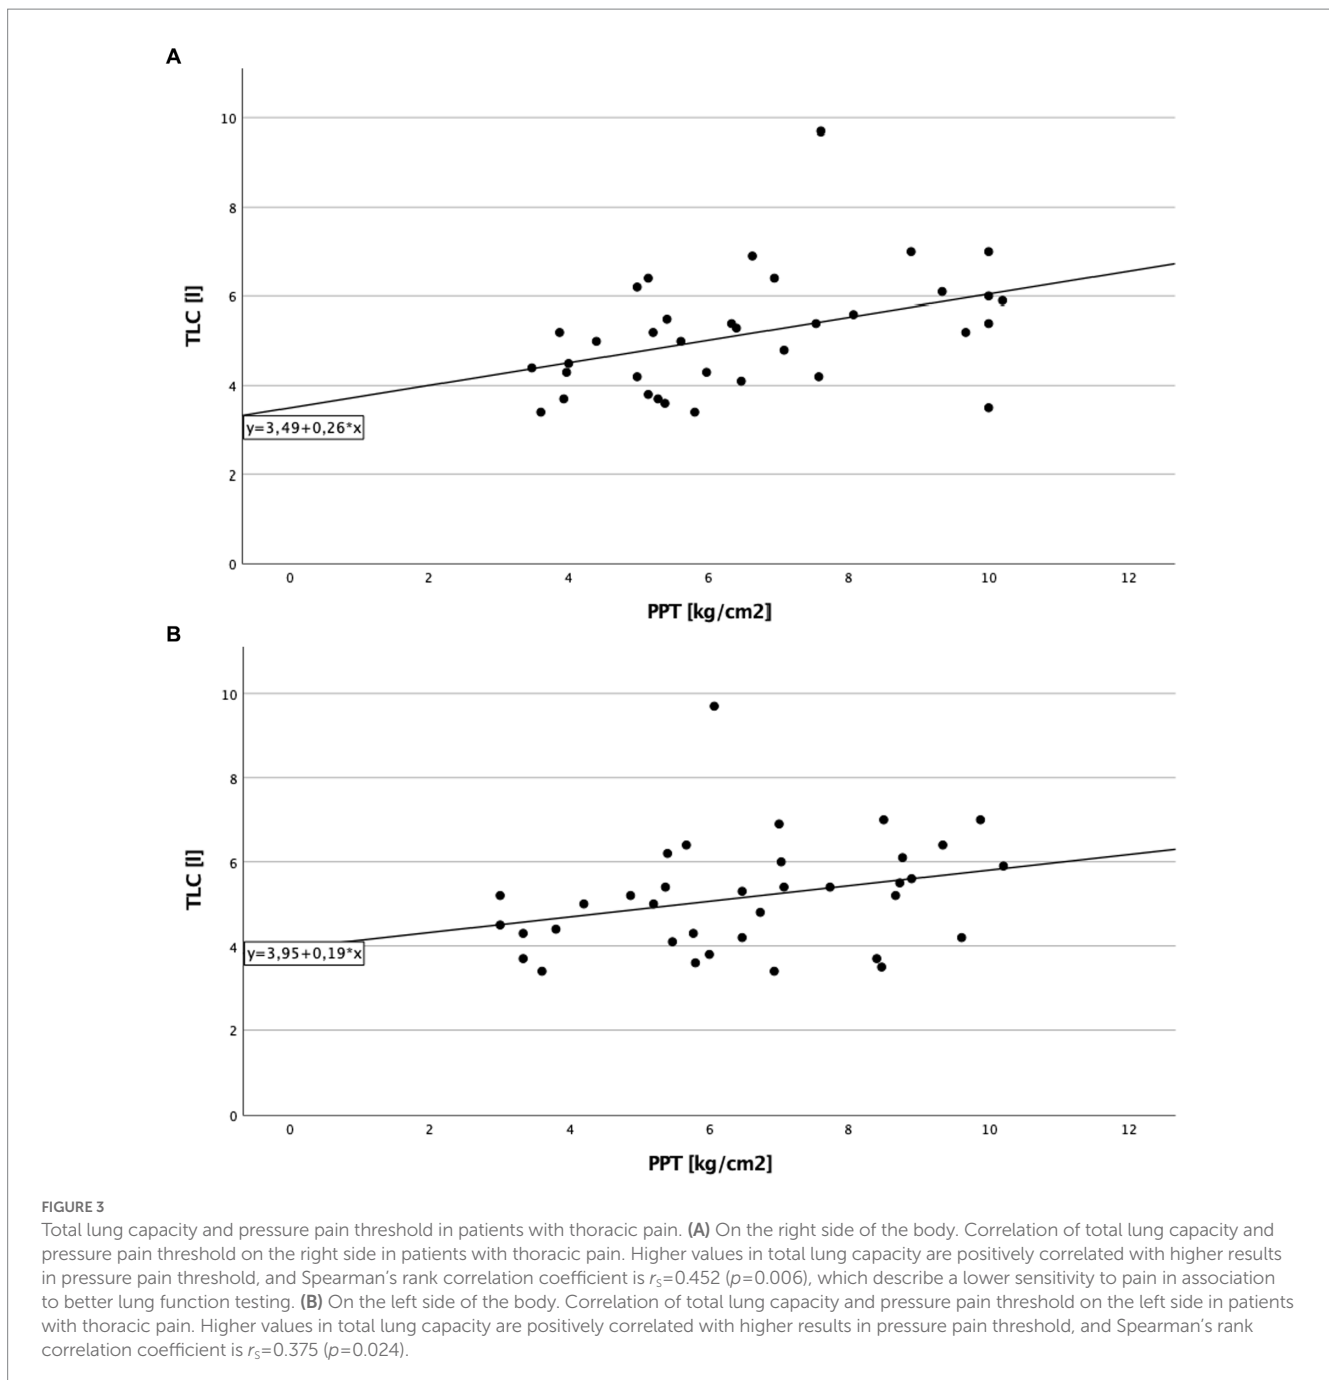 A
10
8
6
4
2
0
TLC [l]
y=3,49+0,26*x
0 2 4 6 8 10 12
PPT [kg/cm2]
B
10
8
6
4
2
0
TLC [l]
y=3,95+0,19*x
0 2 4 6 8 10 12
PPT [kg/cm2]
FIGURE 3
Total lung capacity and pressure pain threshold in patients with thoracic pain. (A) On the right side of the body. Correlation of total lung capacity and
pressure pain threshold on the right side in patients with thoracic pain. Higher values in total lung capacity are positively correlated with higher results
in pressure pain threshold, and Spearman's rank correlation coefficient is rS=0.452 (p=0.006), which describe a lower sensitivity to pain in association
to better lung function testing. (B) On the left side of the body. Correlation of total lung capacity and pressure pain threshold on the left side in patients
with thoracic pain. Higher values in total lung capacity are positively correlated with higher results in pressure pain threshold, and Spearman's rank
correlation coefficient is rS=0.375 (p=0.024).